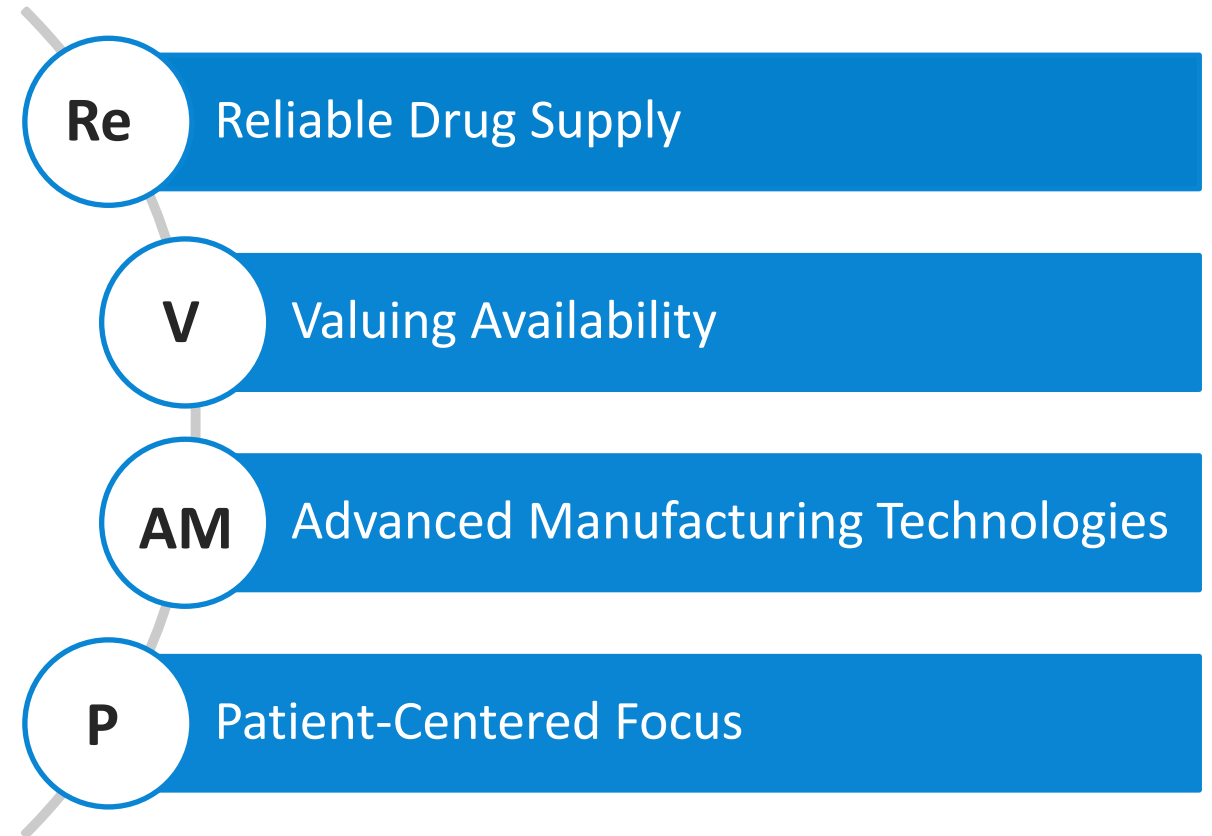 Re
Reliable Drug Supply
V
Valuing Availability
AM
Advanced Manufacturing Technologies
P
Patient-Centered Focus